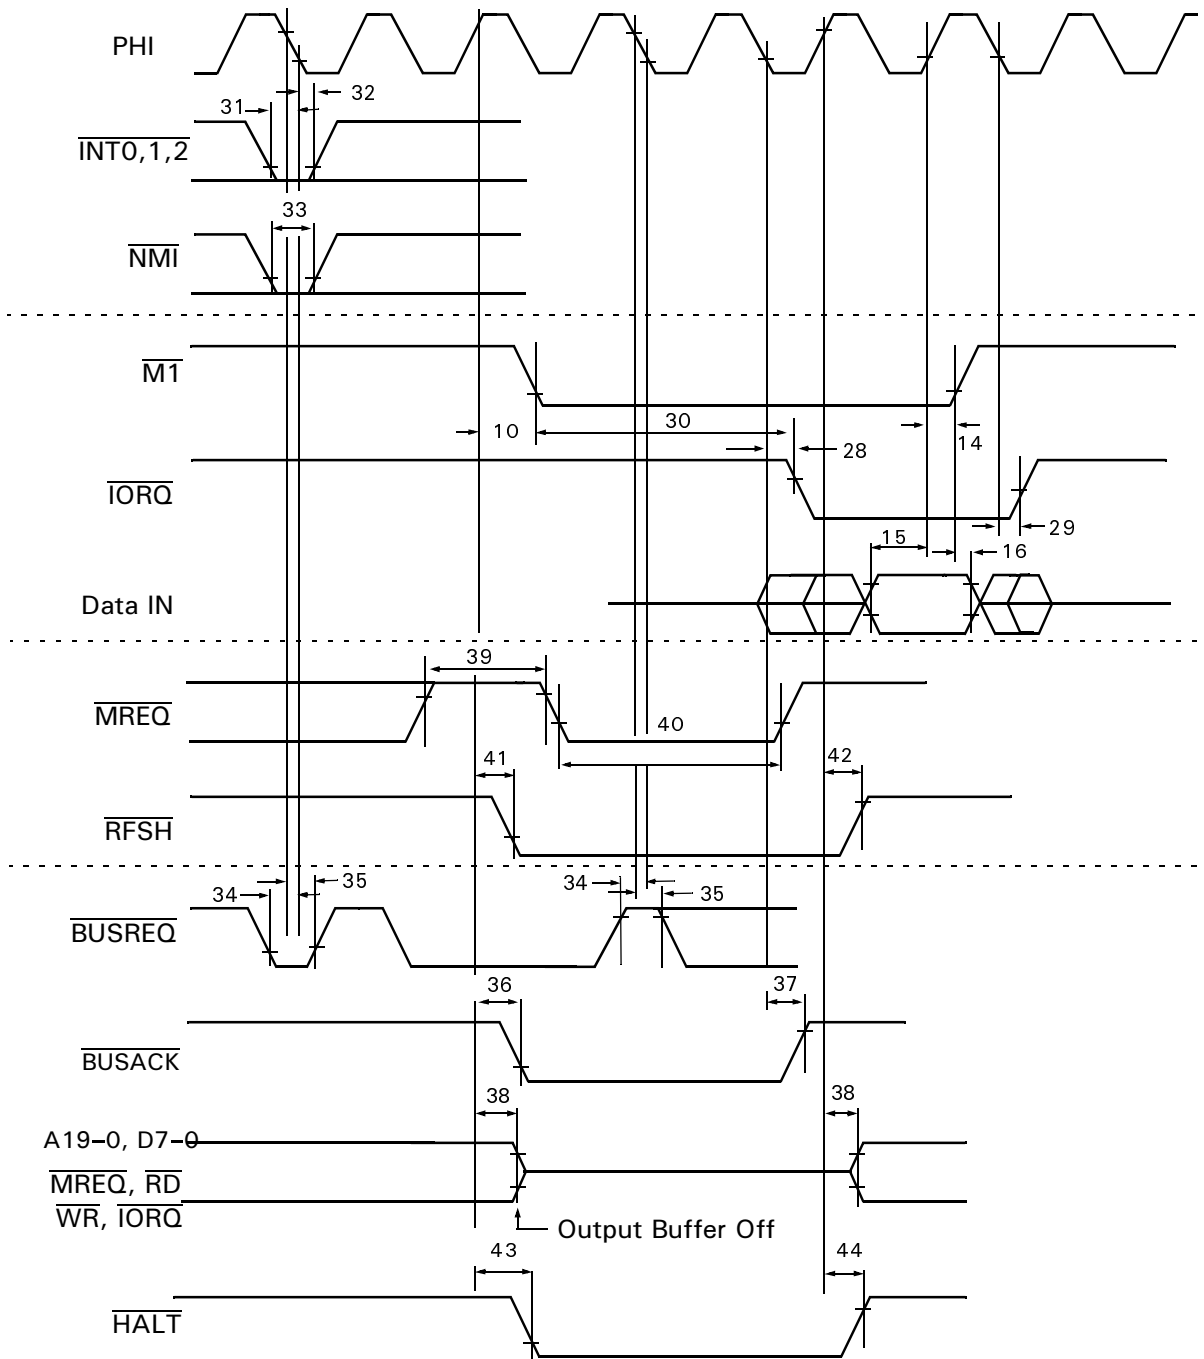 PHI
32
31
INT0,1,2
33
NMI
M1
30
10
14
28
IORQ
29
15
16
Data IN
39
MREQ
40
41
42
RFSH
34
35
34
35
BUSREQ
36
37
BUSACK
38
38
A19–0, D7–0
MREQ, RD
WR, IORQ
Output Buffer Off
43
44
HALT